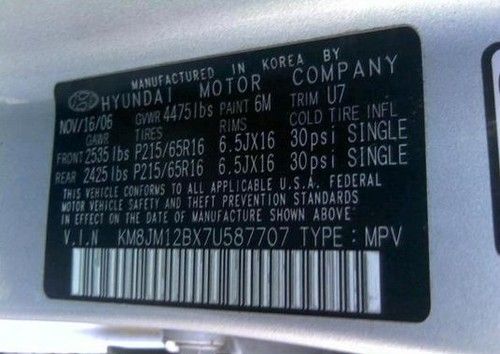 MANUFACTURED IN KOREA BY
HYUNDAI MOTOR COMPANY
NOV/16/06 GVWR 4475lbs PAINT 6M TRIM U7
GAWR TIRES RIMS COLD TIRE INFL
FRONT 2535 lbs P215/65R16 6.5JX16 30psi SINGLE
REAR 2425 lbs P215/65R16 6.5JX16 30psi SINGLE
THIS VEHICLE CONFORMS TO ALL APPLICABLE U.S.A. FEDERAL
MOTOR VEHICLE SAFETY AND THEFT PREVENTION STANDARDS
IN EFFECT ON THE DATE OF MANUFACTURE SHOWN ABOVE.
V.I.N KM8JM12BX7U587707 TYPE : MPV